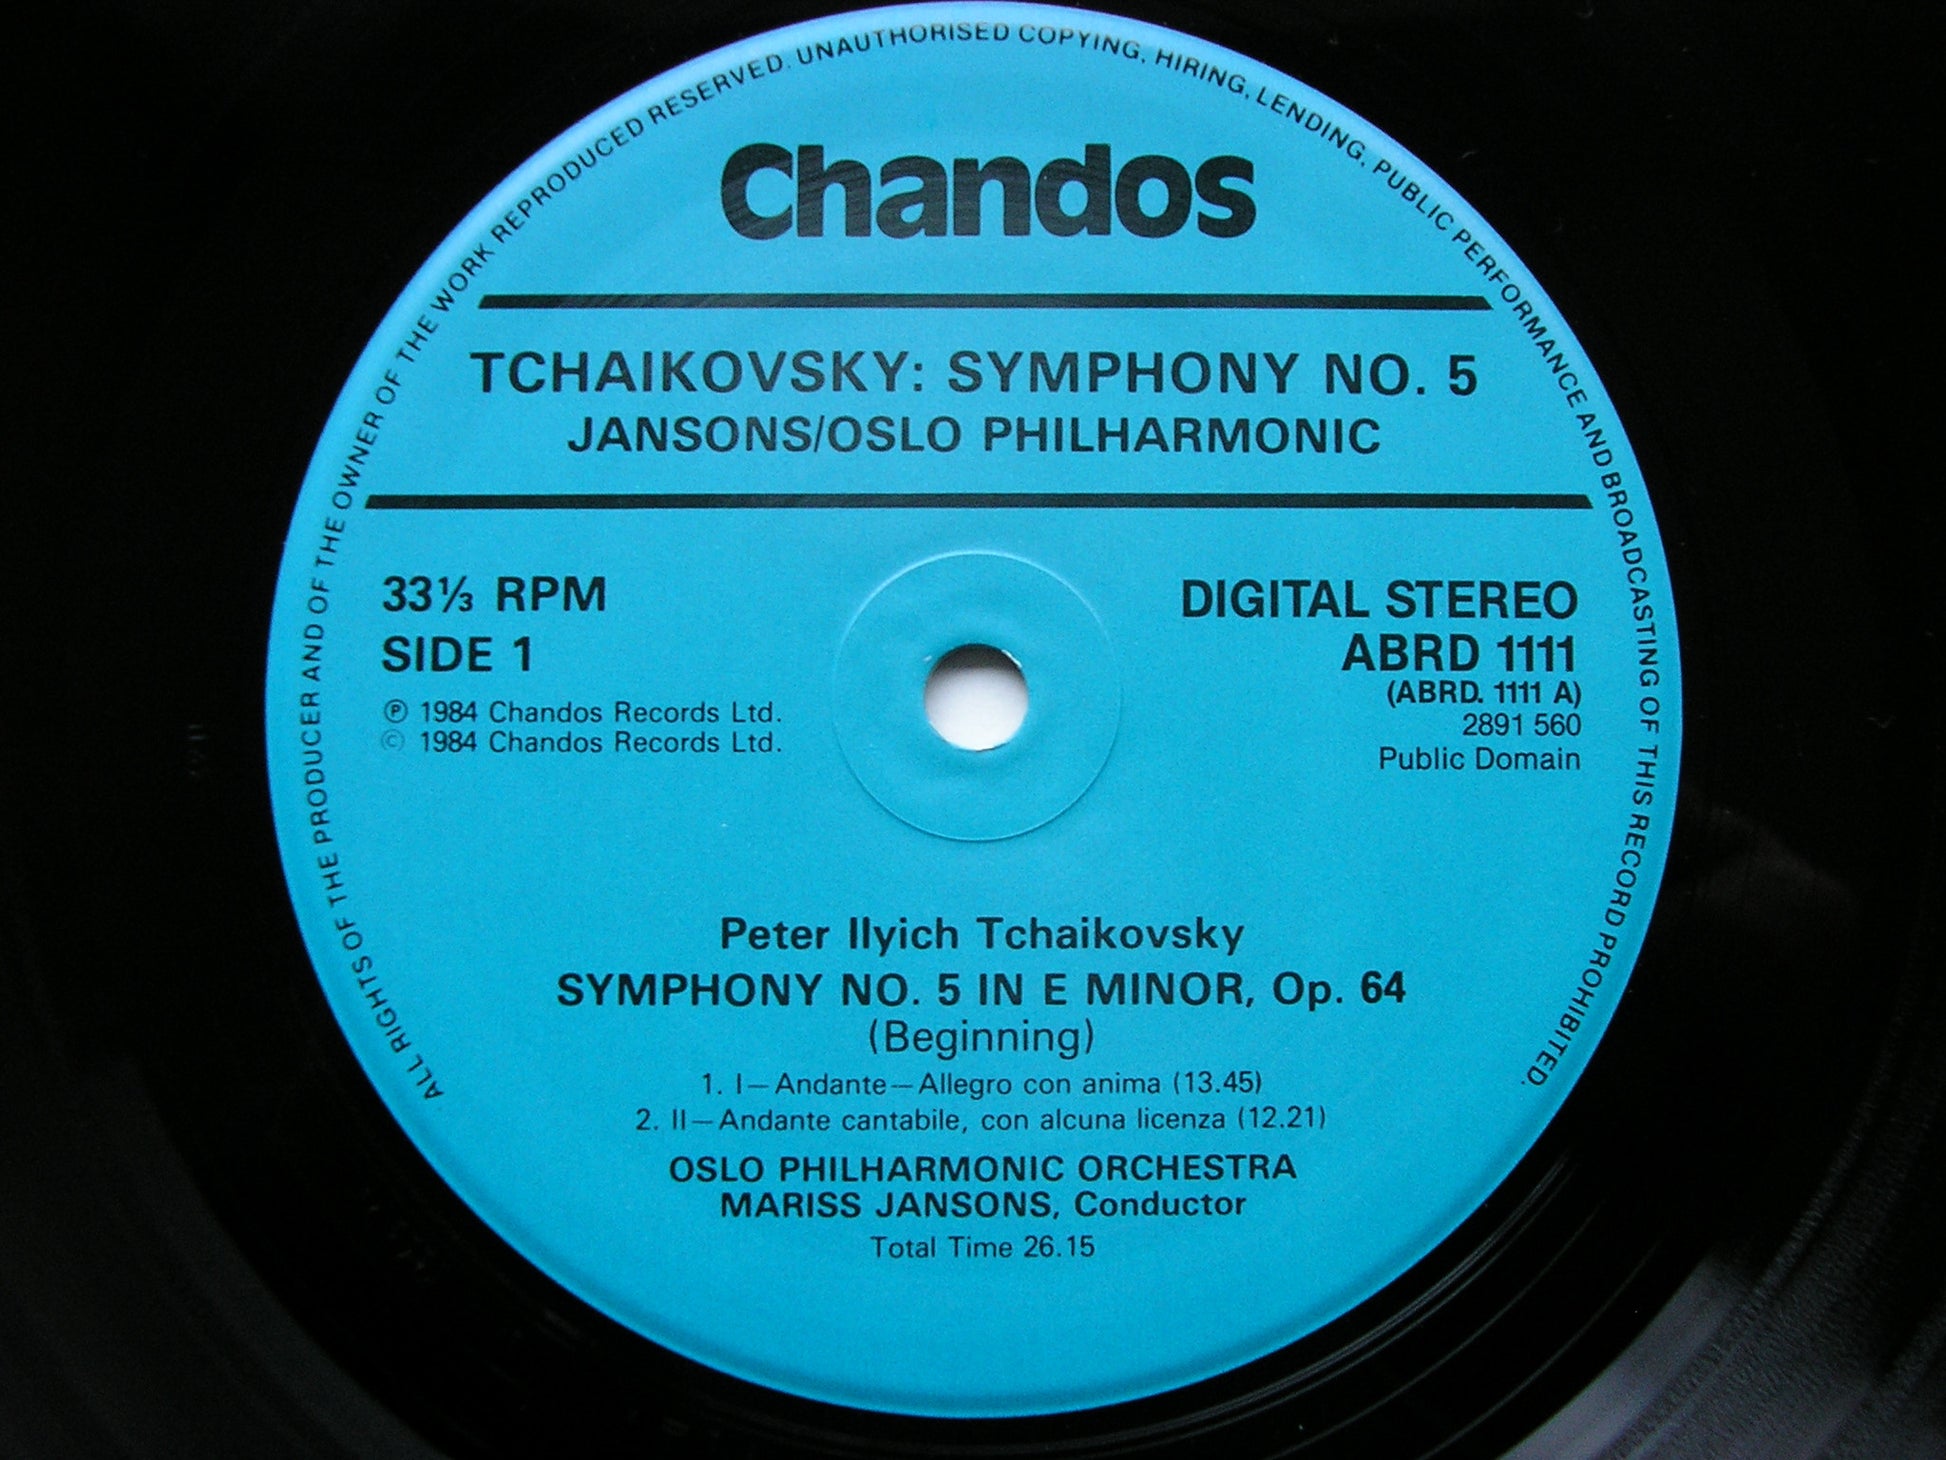 ALL RIGHTS OF THE PRODUCER AND OF THE OWNER OF THE WORK REPRODUCED RESERVED. UNAUTHORISED COPYING, HIRING, LENDING, PUBLIC PERFORMANCE AND BROADCASTING OF THIS RECORD PROHIBITED.
Chandos
TCHAIKOVSKY: SYMPHONY NO. 5
JANSONS/OSLO PHILHARMONIC
33⅓ RPM
SIDE 1
℗ 1984 Chandos Records Ltd.
© 1984 Chandos Records Ltd.
DIGITAL STEREO
ABRD 1111
(ABRD. 1111 A)
2891 560
Public Domain
Peter Ilyich Tchaikovsky
SYMPHONY NO. 5 IN E MINOR, Op. 64
(Beginning)
1. I—Andante—Allegro con anima (13.45)
2. II—Andante cantabile, con alcuna licenza (12.21)
OSLO PHILHARMONIC ORCHESTRA
MARISS JANSONS, Conductor
Total Time 26.15